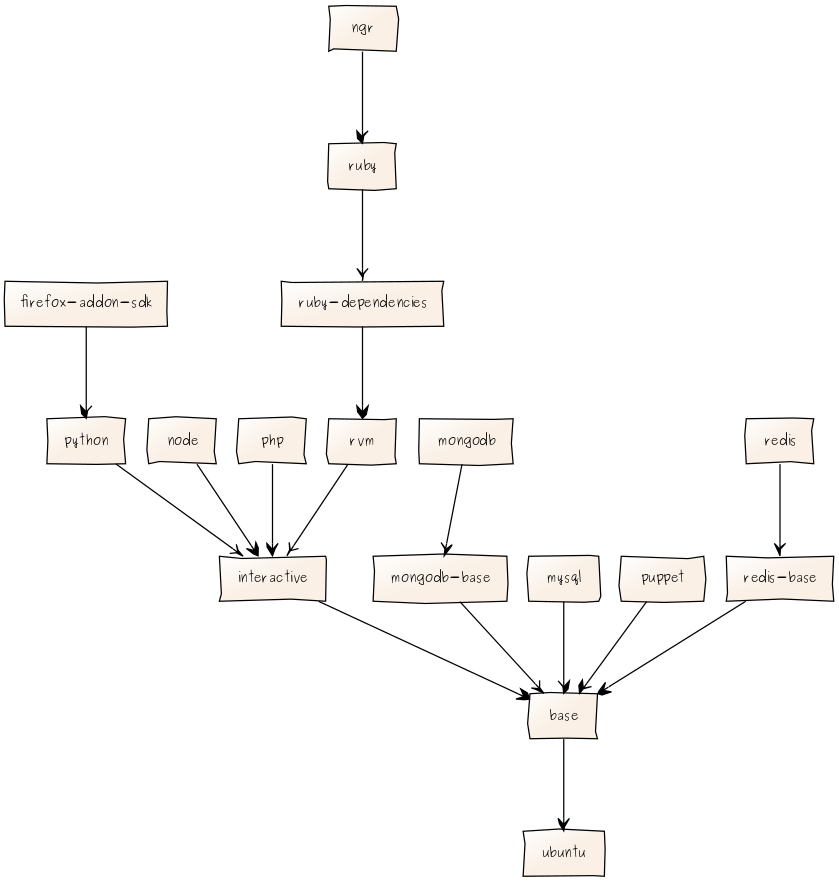 ngr
ruby
firefox-addon-sdk
ruby-dependencies
python
node
php
rvm
mongodb
redis
interactive
mongodb-base
mysql
puppet
redis-base
base
ubuntu